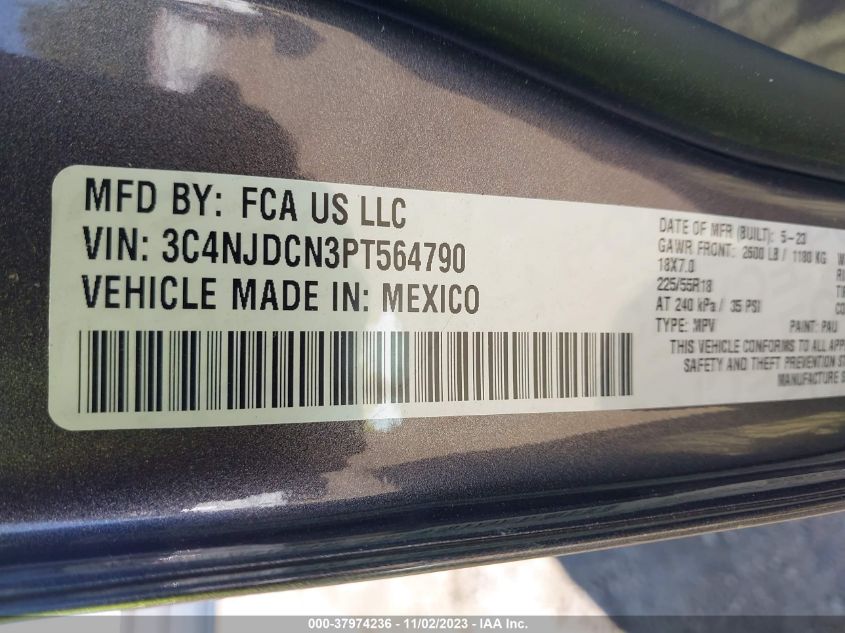 MFD BY: FCA US LLC
VIN: 3C4NJDCN3PT564790
VEHICLE MADE IN: MEXICO
DATE OF MFR (BUILT): 5-23
GAWR FRONT: 2600 LB / 1180 KG
18X7.0
225/55R18
AT 240 kPa / 35 PSI
TYPE: MPV PAINT: PAU
THIS VEHICLE CONFORMS TO ALL APP
SAFETY AND THEFT PREVENTION ST
MANUFACTURE S
000-37974236 - 11/02/2023 - IAA Inc.